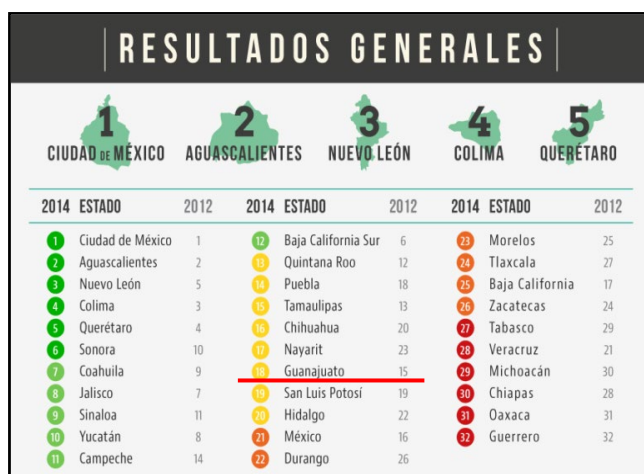 RESULTADOS GENERALES
1 2 3 4 5
CIUDAD DE MÉXICO AGUASCALIENTES NUEVO LEÓN COLIMA QUERÉTARO
2014 ESTADO 2012
1 Ciudad de México 1
2 Aguascalientes 2
3 Nuevo León 5
4 Colima 3
5 Querétaro 4
6 Sonora 10
7 Coahuila 9
8 Jalisco 7
9 Sinaloa 11
10 Yucatán 8
11 Campeche 14
2014 ESTADO 2012
12 Baja California Sur 6
13 Quintana Roo 12
14 Puebla 18
15 Tamaulipas 13
16 Chihuahua 20
17 Nayarit 23
18 Guanajuato 15
19 San Luis Potosí 19
20 Hidalgo 22
21 México 16
22 Durango 26
2014 ESTADO 2012
23 Morelos 25
24 Tlaxcala 27
25 Baja California 17
26 Zacatecas 24
27 Tabasco 29
28 Veracruz 21
29 Michoacán 30
30 Chiapas 28
31 Oaxaca 31
32 Guerrero 32